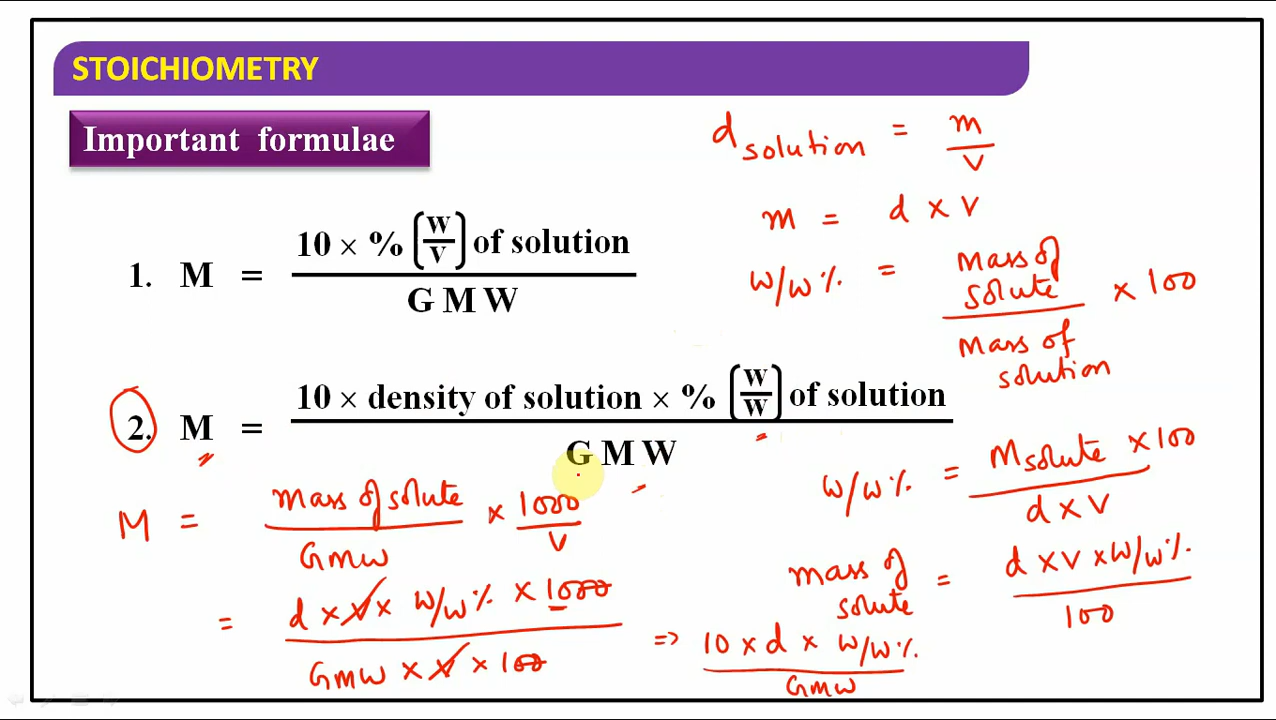 STOICHIOMETRY
Important formulae
1. M = 10 × % (W/V) of solution / G M W
2. M = 10 × density of solution × % (W/W) of solution / G M W
d solution = m/V
m = d × V
W/W % = Mass of solute / Mass of solution × 100
W/W % = Msolute × 100 / d × V
mass of solute = d × V × W/W % / 100
M = mass of solute / GMW × 1000 / V
= d × V × W/W % × 1000 / GMW × V × 100
=> 10 × d × W/W % / GMW